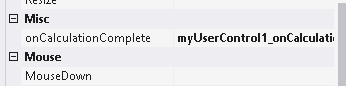 Resize
Misc
onCalculationComplete myUserControl1_onCalculati
Mouse
MouseDown